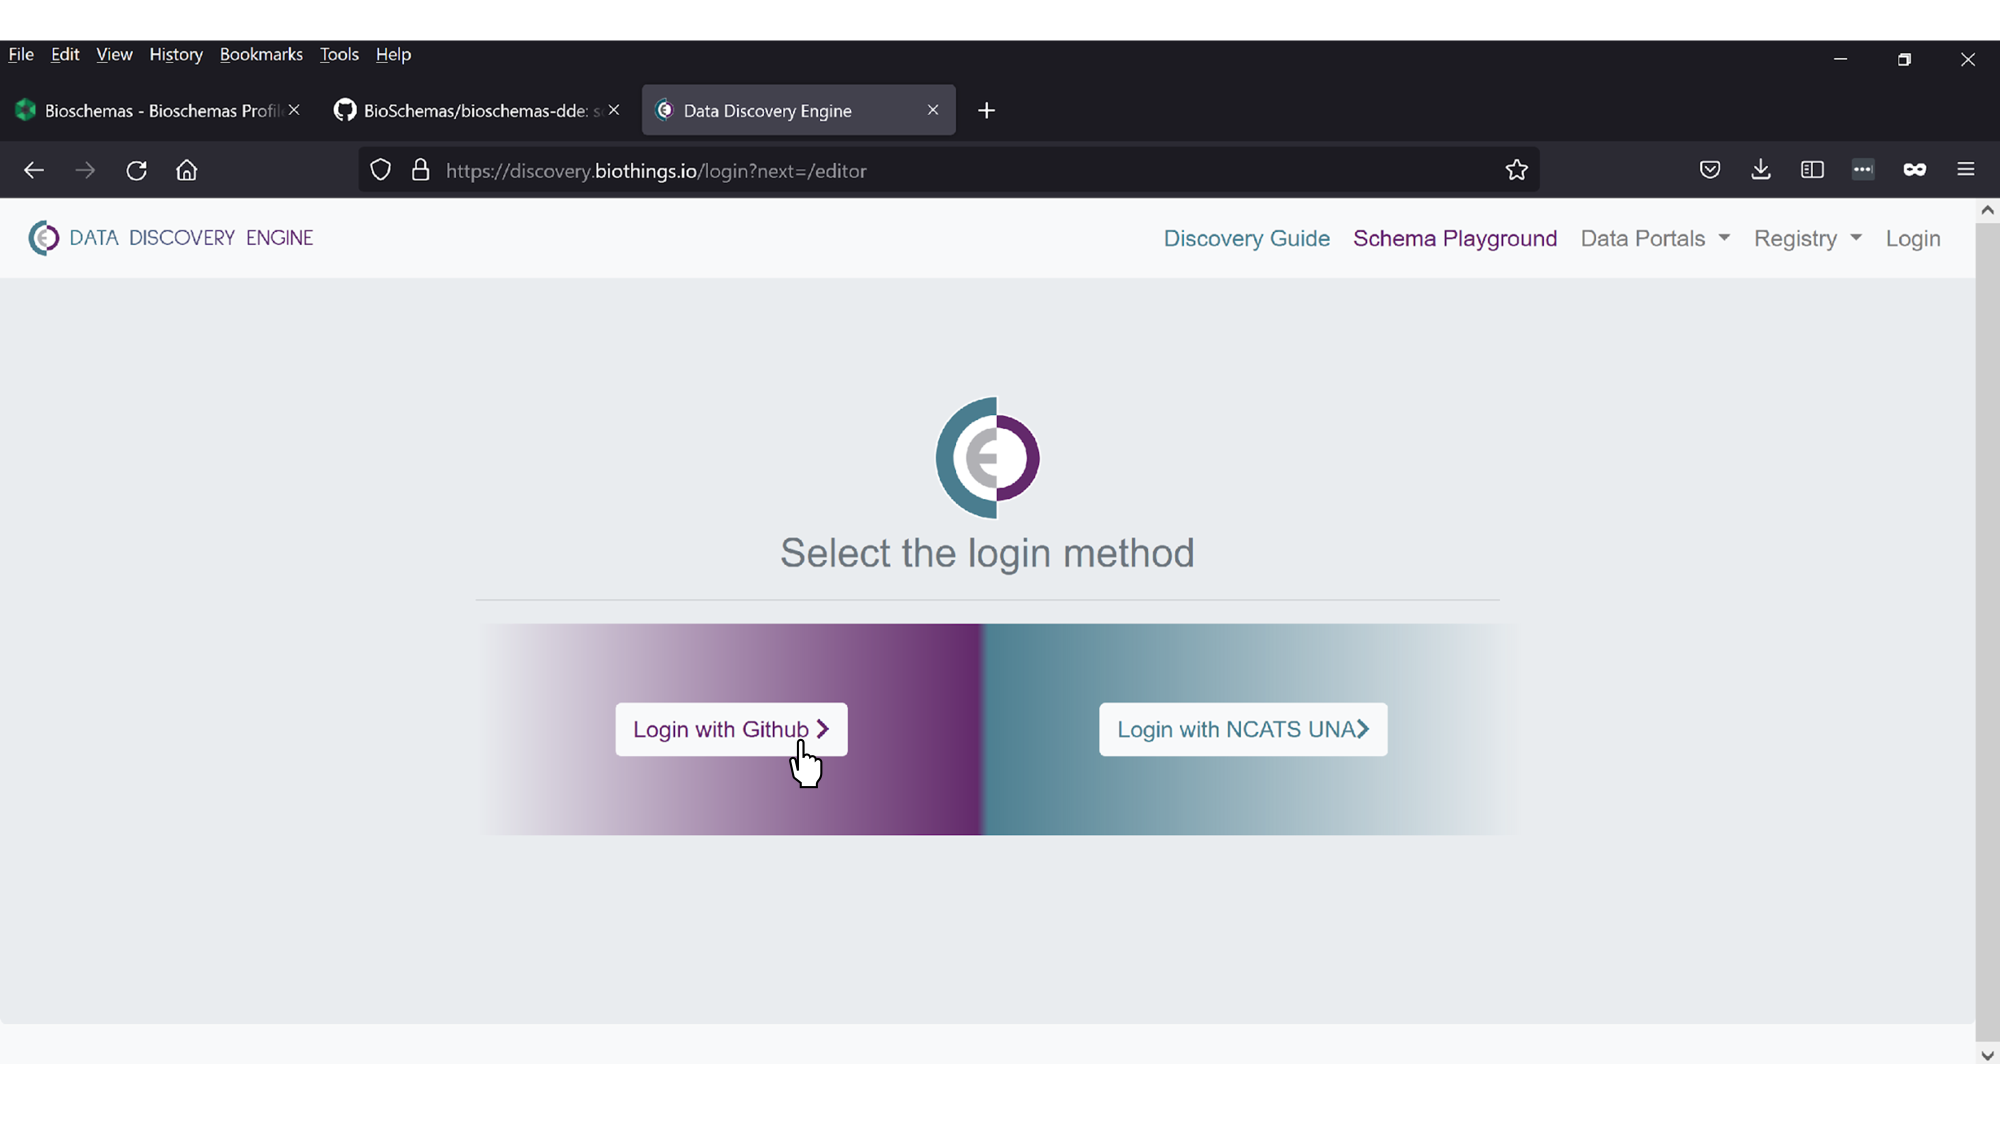 File Edit View History Bookmarks Tools Help
Bioschemas - Bioschemas Profil
BioSchemas/bioschemas-dde: s
Data Discovery Engine
https://discovery.biothings.io/login?next=/editor
DATA DISCOVERY ENGINE
Discovery Guide Schema Playground Data Portals Registry Login
Select the login method
Login with Github
Login with NCATS UNA